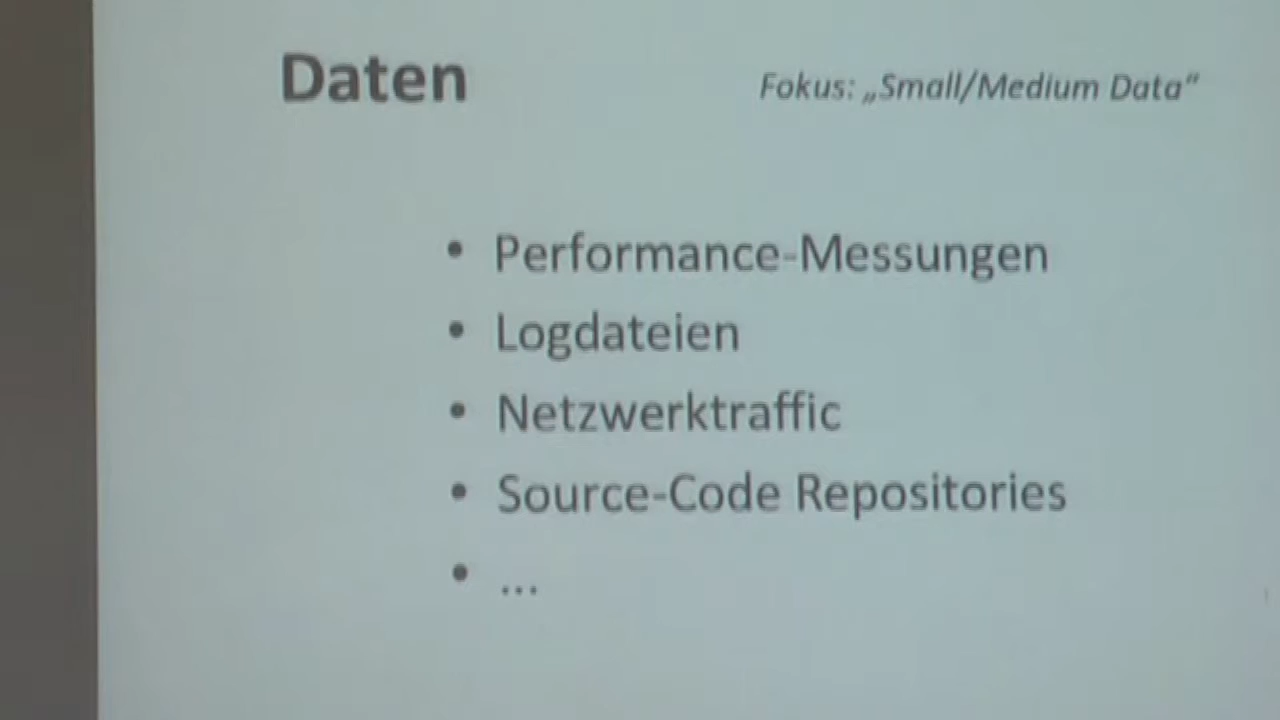 Daten
Fokus: „Small/Medium Data“
• Performance-Messungen
• Logdateien
• Netzwerktraffic
• Source-Code Repositories
• ...